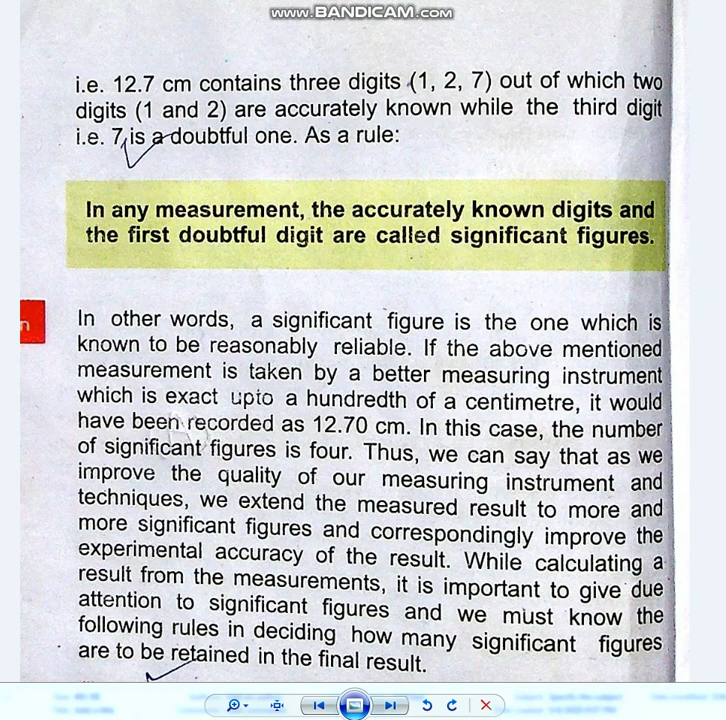 www.BANDICAM.com
i.e. 12.7 cm contains three digits (1, 2, 7) out of which two
digits (1 and 2) are accurately known while the third digit
i.e. 7, is a doubtful one. As a rule:
In any measurement, the accurately known digits and
the first doubtful digit are called significant figures.
n
In other words, a significant figure is the one which is
known to be reasonably reliable. If the above mentioned
measurement is taken by a better measuring instrument
which is exact upto a hundredth of a centimetre, it would
have been recorded as 12.70 cm. In this case, the number
of significant figures is four. Thus, we can say that as we
improve the quality of our measuring instrument and
techniques, we extend the measured result to more and
more significant figures and correspondingly improve the
experimental accuracy of the result. While calculating a
result from the measurements, it is important to give due
attention to significant figures and we must know the
following rules in deciding how many significant figures
are to be retained in the final result.